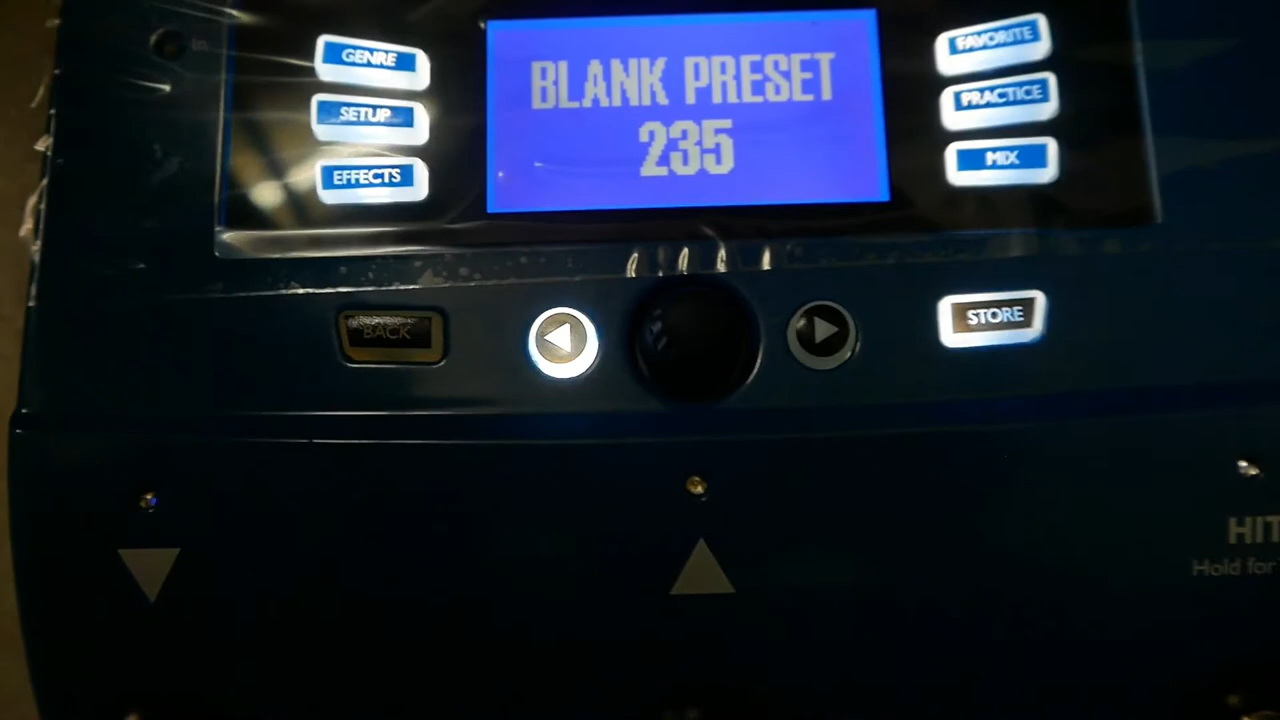 GENRE
SETUP
EFFECTS
BLANK PRESET
235
FAVORITE
PRACTICE
MIX
BACK
STORE
HIT
Hold for